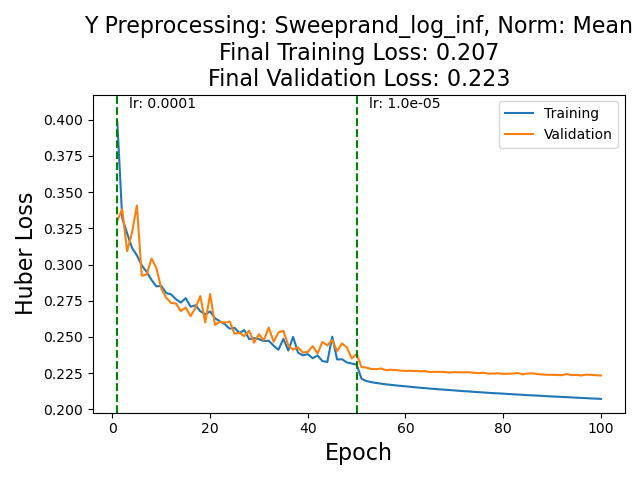 Y Preprocessing: Sweeprand_log_inf, Norm: Mean
Final Training Loss: 0.207
Final Validation Loss: 0.223
lr: 0.0001
lr: 1.0e-05
Training
Validation
0.400
0.375
0.350
0.325
0.300
0.275
0.250
0.225
0.200
Huber Loss
0
20
40
60
80
100
Epoch